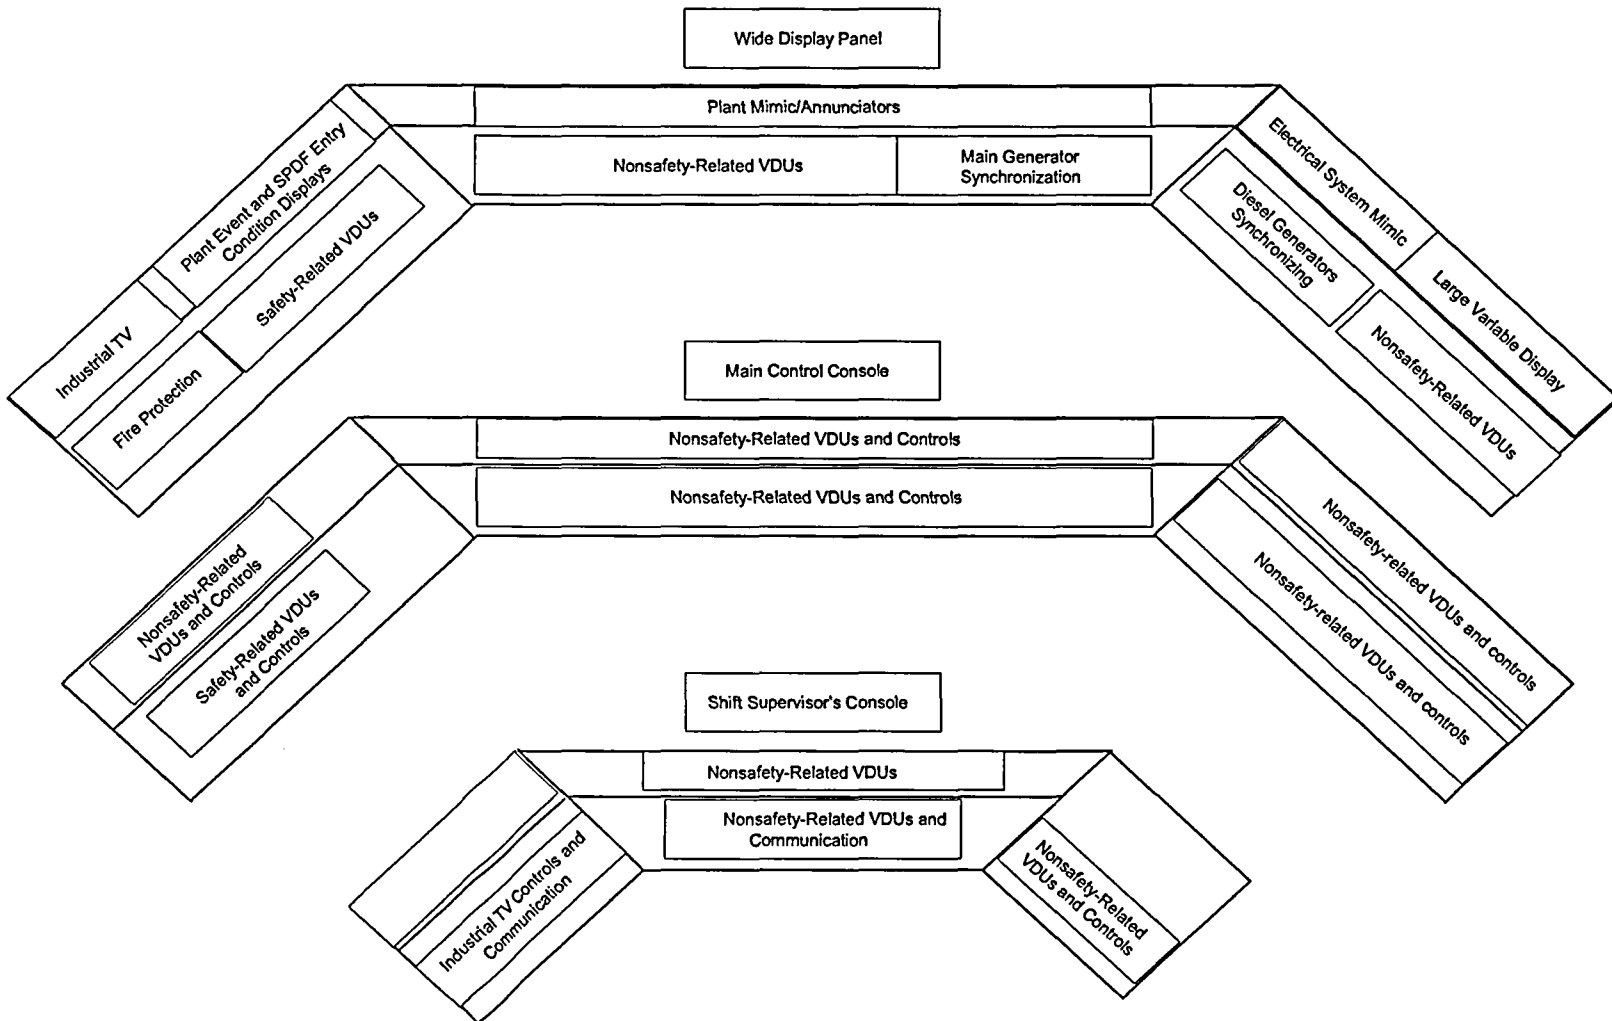 Wide Display Panel
Plant Mimic/Annunciators
Nonsafety-Related VDUs
Main Generator
Synchronization
Plant Event and SPDF Entry
Condition Displays
Industrial TV
Safety-Related VDUs
Fire Protection
Electrical System Mimic
Large Variable Display
Diesel Generators
Synchronizing
Nonsafety-Related VDUs
Main Control Console
Nonsafety-Related VDUs and Controls
Nonsafety-Related VDUs and Controls
Nonsafety-Related
VDUs and Controls
Safety-Related VDUs
and Controls
Nonsafety-related VDUs and controls
Nonsafety-related VDUs and controls
Shift Supervisor's Console
Nonsafety-Related VDUs
Nonsafety-Related VDUs and
Communication
Industrial TV Controls and
Communication
Nonsafety-Related
VDUs and Controls